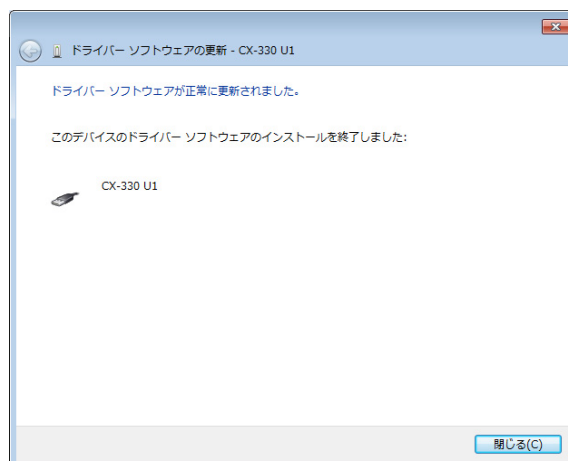 ドライバー ソフトウェアの更新 - CX-330 U1
ドライバー ソフトウェアが正常に更新されました。
このデバイスのドライバー ソフトウェアのインストールを終了しました:
CX-330 U1
閉じる(C)